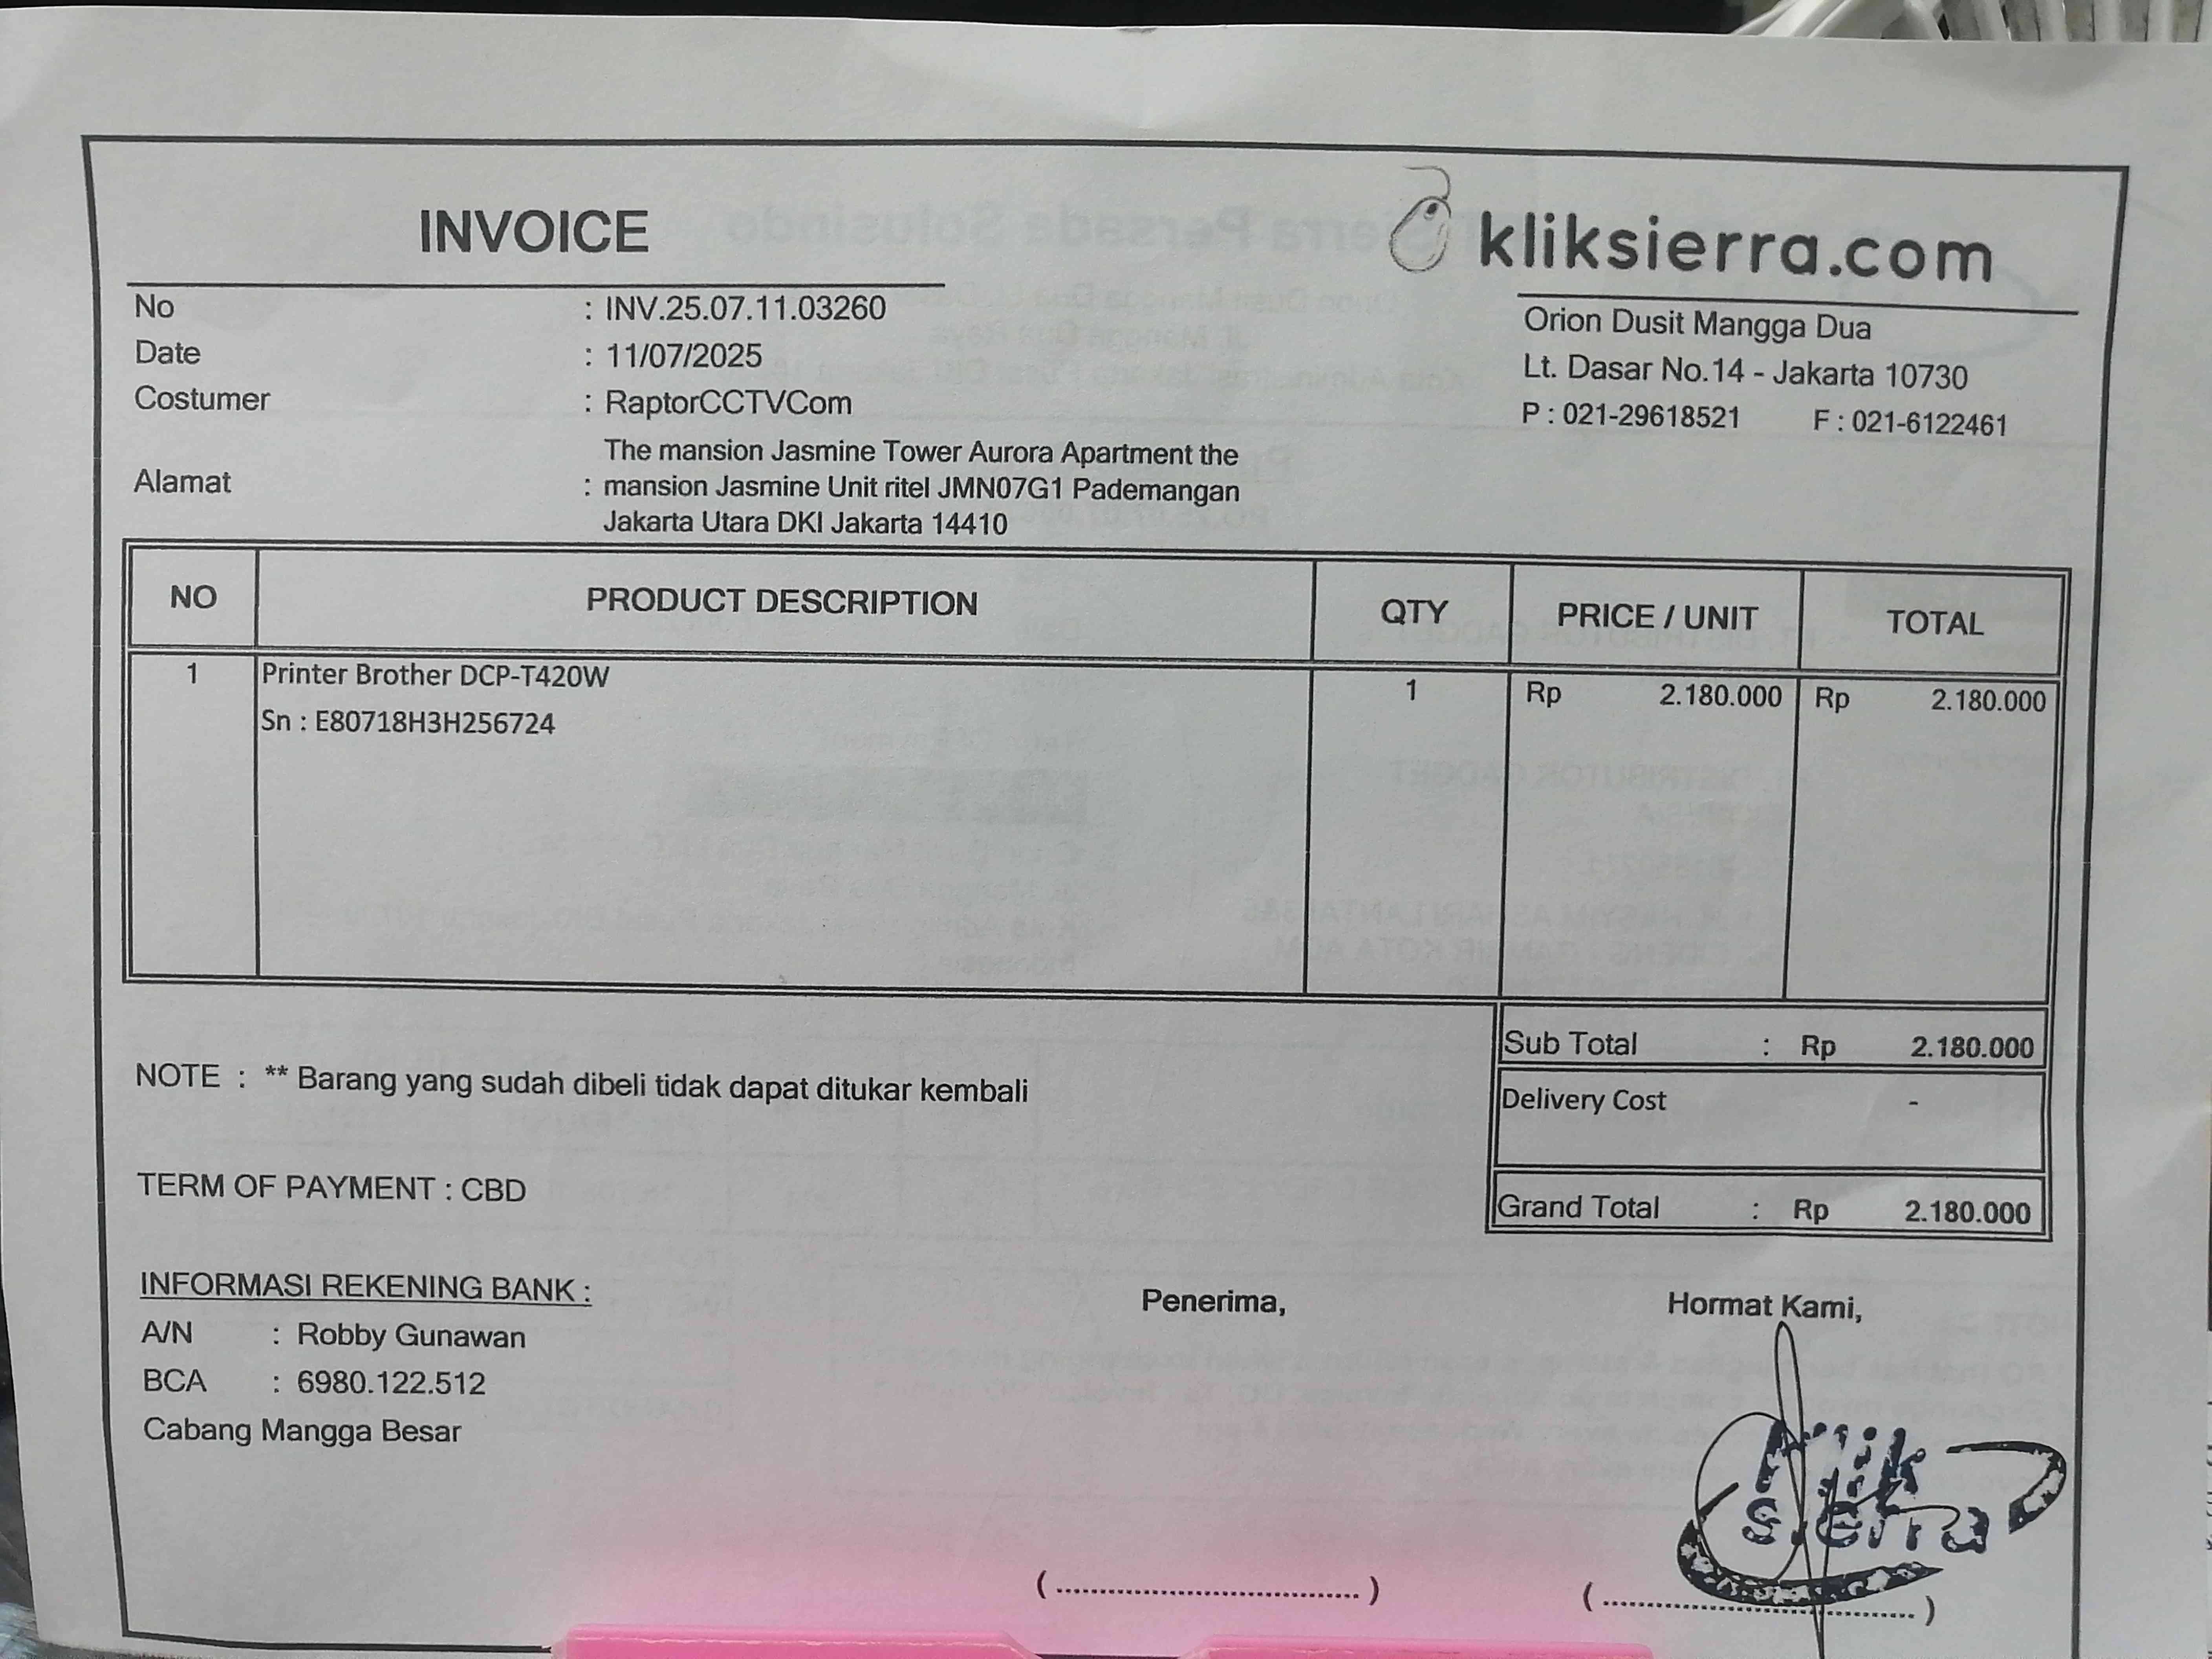 INVOICE
kliksierra.com
Orion Dusit Mangga Dua
Lt. Dasar No.14 - Jakarta 10730
P : 021-29618521 F : 021-6122461
No : INV.25.07.11.03260
Date : 11/07/2025
Costumer : RaptorCCTVCom
Alamat : The mansion Jasmine Tower Aurora Apartment the
mansion Jasmine Unit ritel JMN07G1 Pademangan
Jakarta Utara DKI Jakarta 14410
NO PRODUCT DESCRIPTION QTY PRICE / UNIT TOTAL
1 Printer Brother DCP-T420W 1 Rp 2.180.000 Rp 2.180.000
Sn : E80718H3H256724
Sub Total : Rp 2.180.000
Delivery Cost -
Grand Total : Rp 2.180.000
NOTE : ** Barang yang sudah dibeli tidak dapat ditukar kembali
TERM OF PAYMENT : CBD
INFORMASI REKENING BANK :
A/N : Robby Gunawan
BCA : 6980.122.512
Cabang Mangga Besar
Penerima,
Hormat Kami,
Klik
Sierra